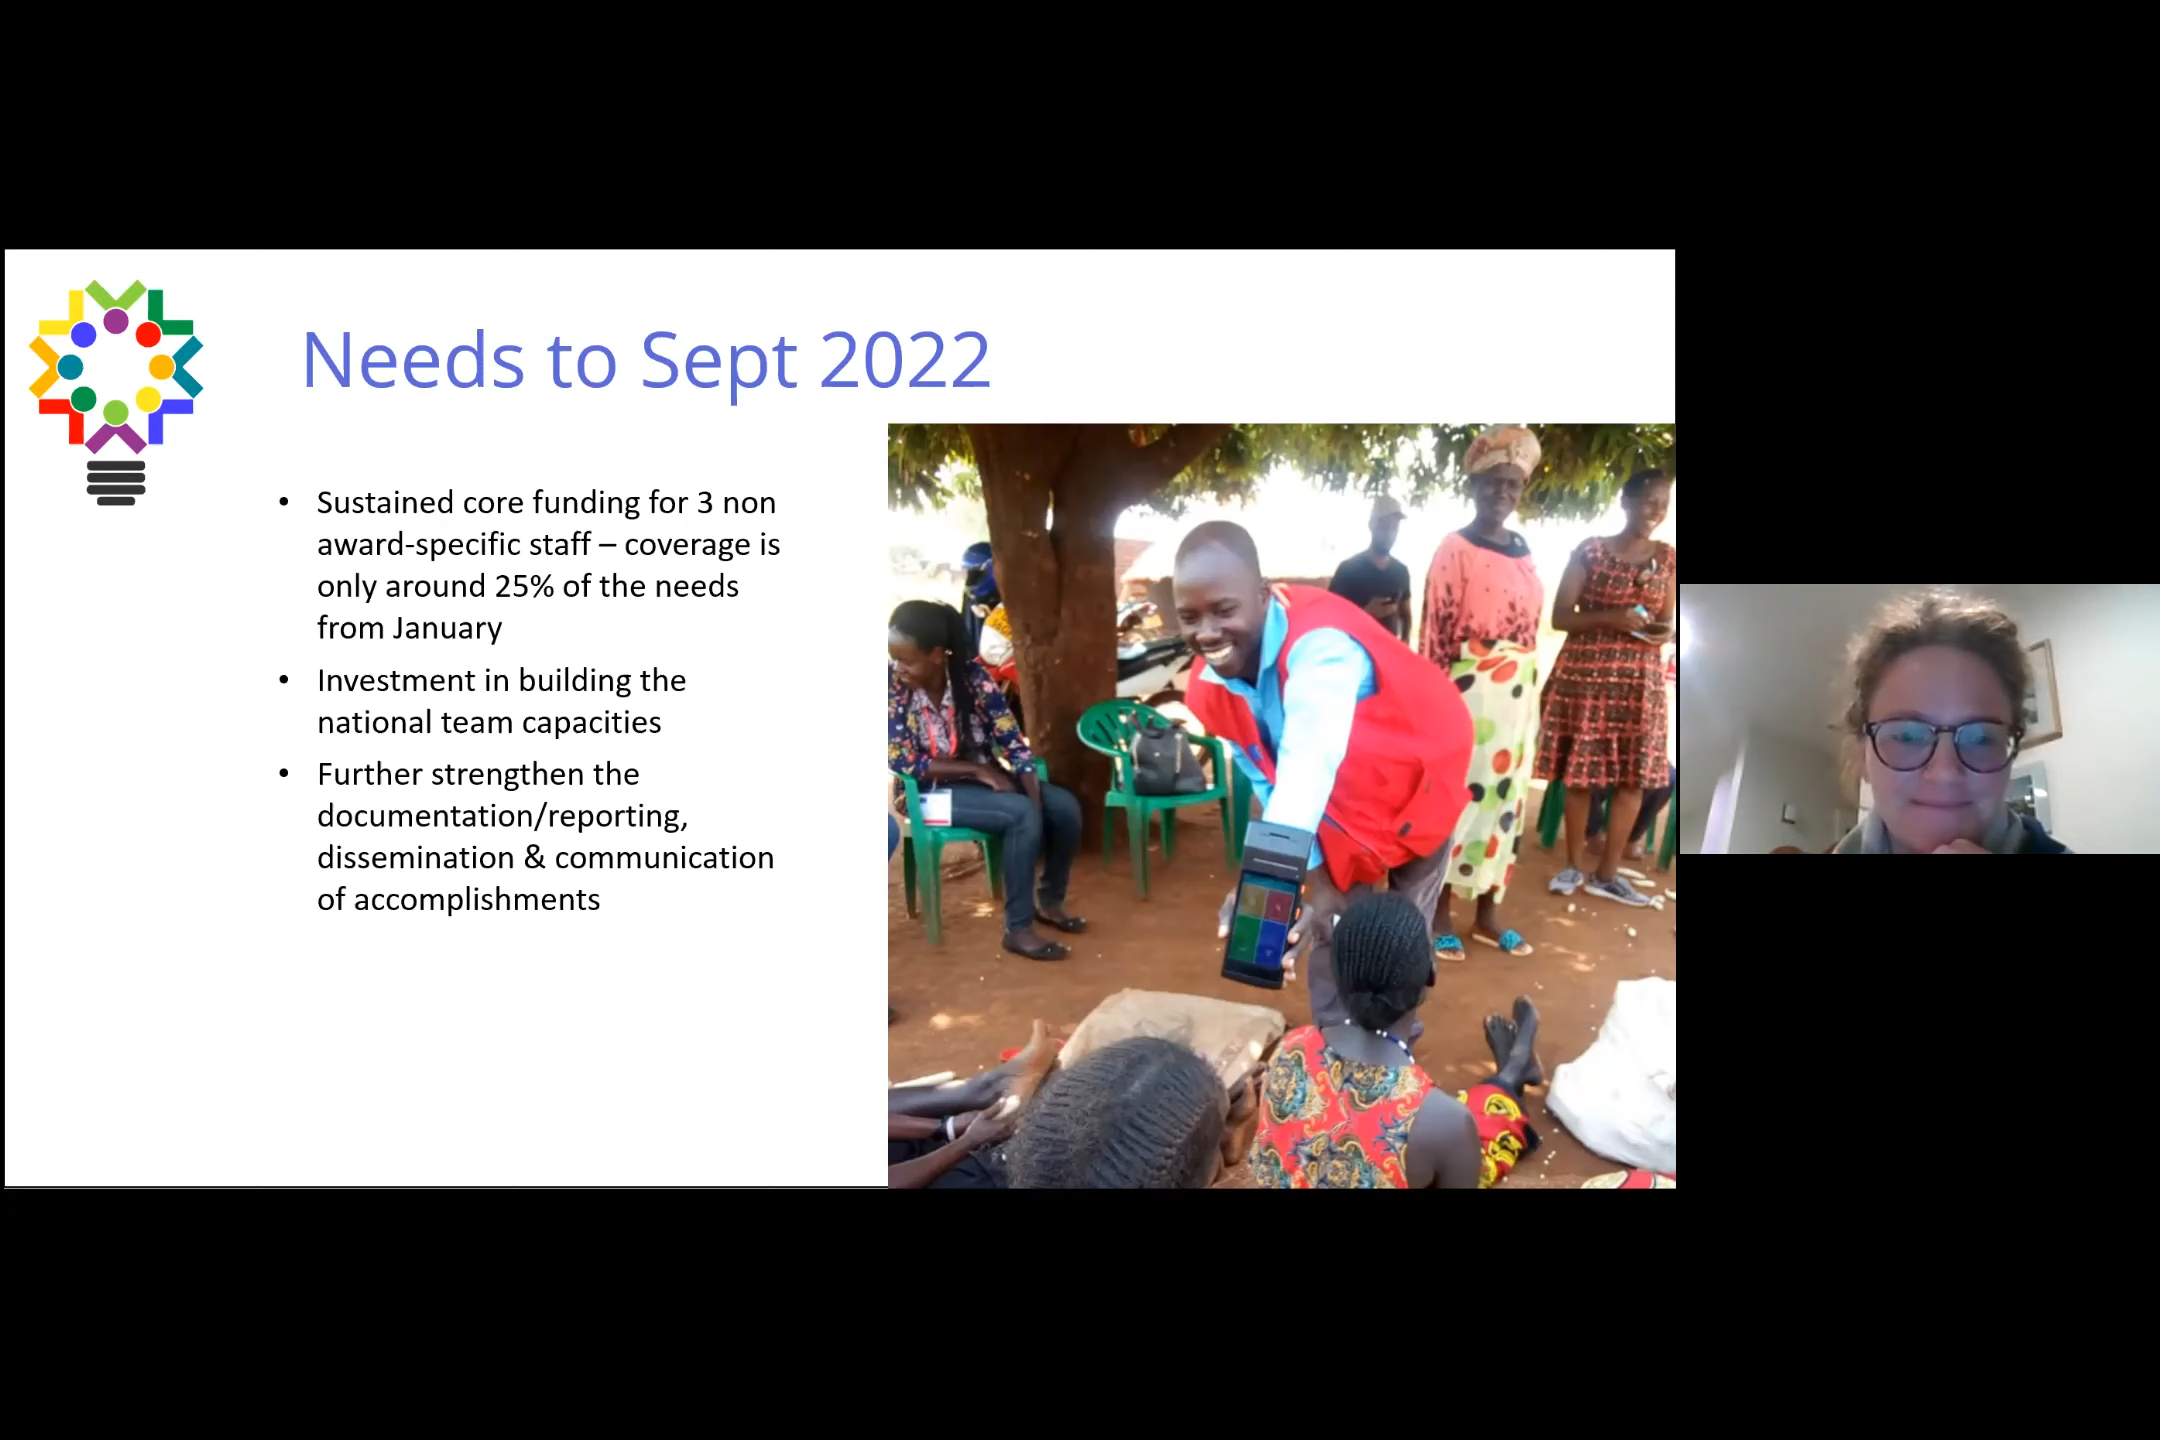 Needs to Sept 2022
• Sustained core funding for 3 non
award-specific staff – coverage is
only around 25% of the needs
from January
• Investment in building the
national team capacities
• Further strengthen the
documentation/reporting,
dissemination & communication
of accomplishments